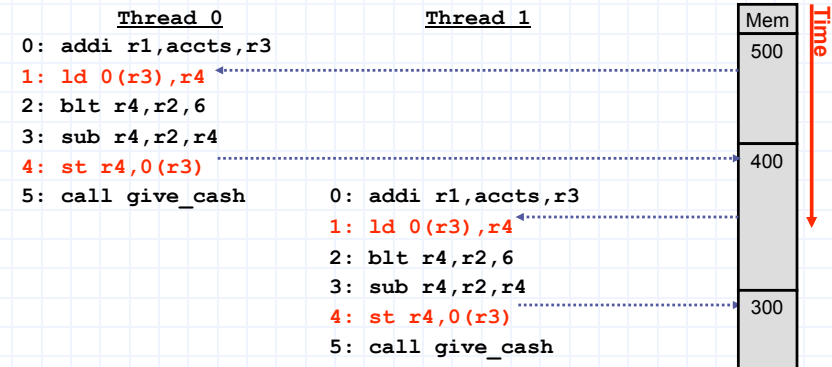 Thread 0 Thread 1 Mem
Time
0: addi r1,accts,r3
500
1: ld 0(r3),r4
2: blt r4,r2,6
3: sub r4,r2,r4
4: st r4,0(r3)
400
5: call give_cash 0: addi r1,accts,r3
1: ld 0(r3),r4
2: blt r4,r2,6
3: sub r4,r2,r4
300
4: st r4,0(r3)
5: call give_cash